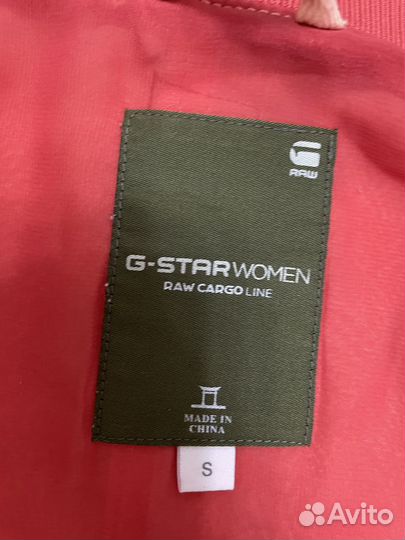 RAW
G-STAR WOMEN
RAW CARGO LINE
MADE IN
CHINA
S
Avito